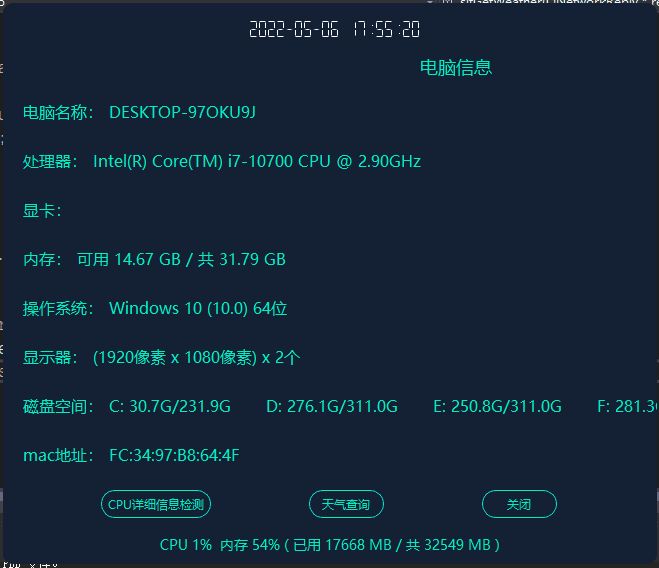 2022-05-06 17:55:20
电脑信息
电脑名称： DESKTOP-97OKU9J
处理器： Intel(R) Core(TM) i7-10700 CPU @ 2.90GHz
显卡：
内存： 可用 14.67 GB / 共 31.79 GB
操作系统： Windows 10 (10.0) 64位
显示器： (1920像素 x 1080像素) x 2个
磁盘空间： C: 30.7G/231.9G D: 276.1G/311.0G E: 250.8G/311.0G F: 281.3
mac地址： FC:34:97:B8:64:4F
CPU详细信息检测 天气查询 关闭
CPU 1% 内存 54% ( 已用 17668 MB / 共 32549 MB )